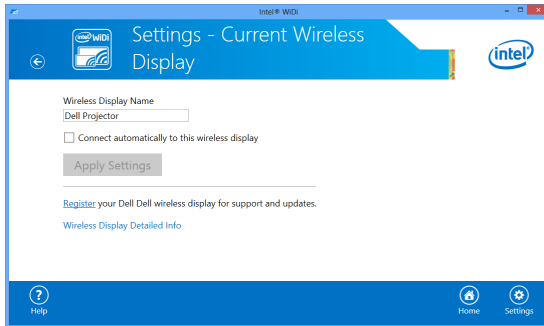 Intel® WiDi
intel WiDi
Settings - Current Wireless
Display
intel
Wireless Display Name
Dell Projector
Connect automatically to this wireless display
Apply Settings
Register your Dell Dell wireless display for support and updates.
Wireless Display Detailed Info
?
Help
Home
Settings